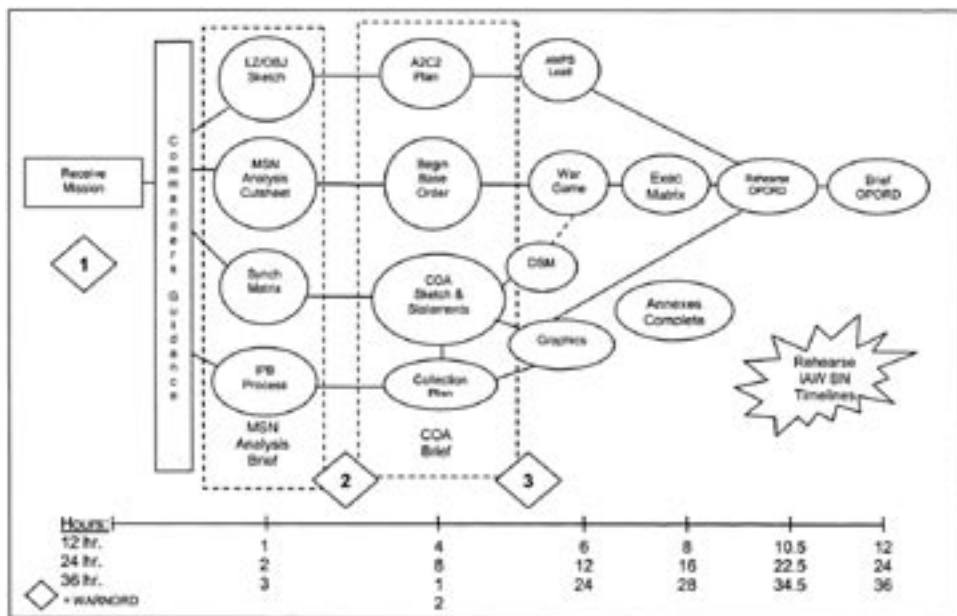 LZ/OBJ
Sketch
A2C2
Plan
AMPS
Load
Receive
Mission
Commanders Guidance
MSN
Analysis
Cutsheet
Begin
Base
Order
War
Game
Exec
Matrix
Rehearse
OPORD
Brief
OPORD
1
Synch
Matrix
COA
Sketch &
Statements
DSM
Annexes
Complete
Graphics
IPB
Process
Collection
Plan
Rehearse
IAW BN
Timelines
MSN
Analysis
Brief
COA
Brief
2
3
Hours:
12 hr. 1 4 6 8 10.5 12
24 hr. 2 8 12 16 22.5 24
36 hr. 3 1 24 28 34.5 36
2
= WARNORD